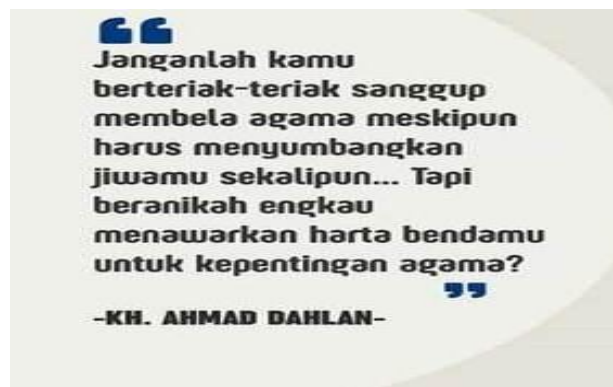 “
Janganlah kamu
berteriak-teriak sanggup
membela agama meskipun
harus menyumbangkan
jiwamu sekalipun... Tapi
beranikah engkau
menawarkan harta bendamu
untuk kepentingan agama?
”
-KH. AHMAD DAHLAN-